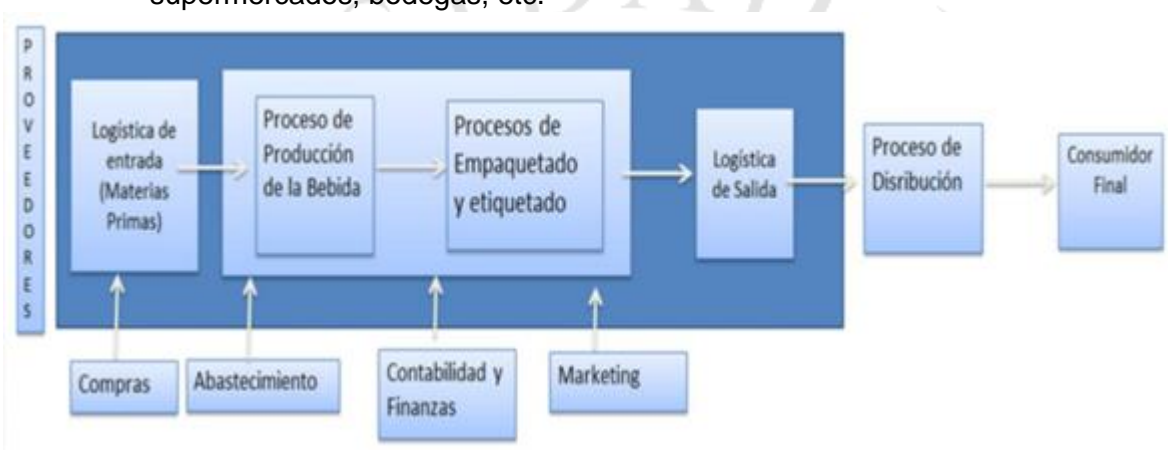 supermercados, bodegas, etc.
PROVEEDORES
Logística de
entrada
(Materias
Primas)
Proceso de
Producción
de la Bebida
Procesos de
Empaquetado
y etiquetado
Logística
de Salida
Proceso de
Disribución
Consumidor
Final
Compras
Abastecimiento
Contabilidad y
Finanzas
Marketing